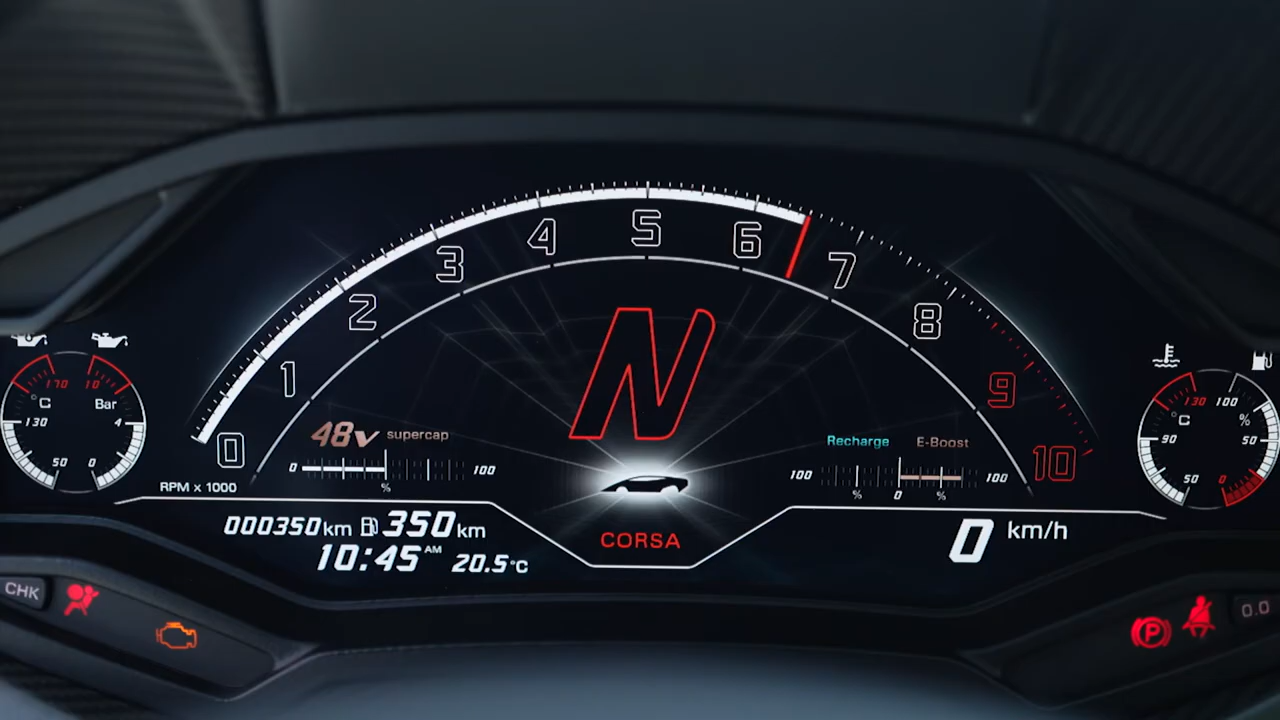 5
4
6
3
7
2
8
1
9
0
10
RPM x 1000
N
170 10
°C Bar
130 4
50 0
48V supercap
0 100
%
Recharge E-Boost
100 0 100
% %
130 100
°C %
90 50
50 0
000350km 350km
10:45 AM 20.5°C
CORSA
0 km/h
CHK
P
0.0